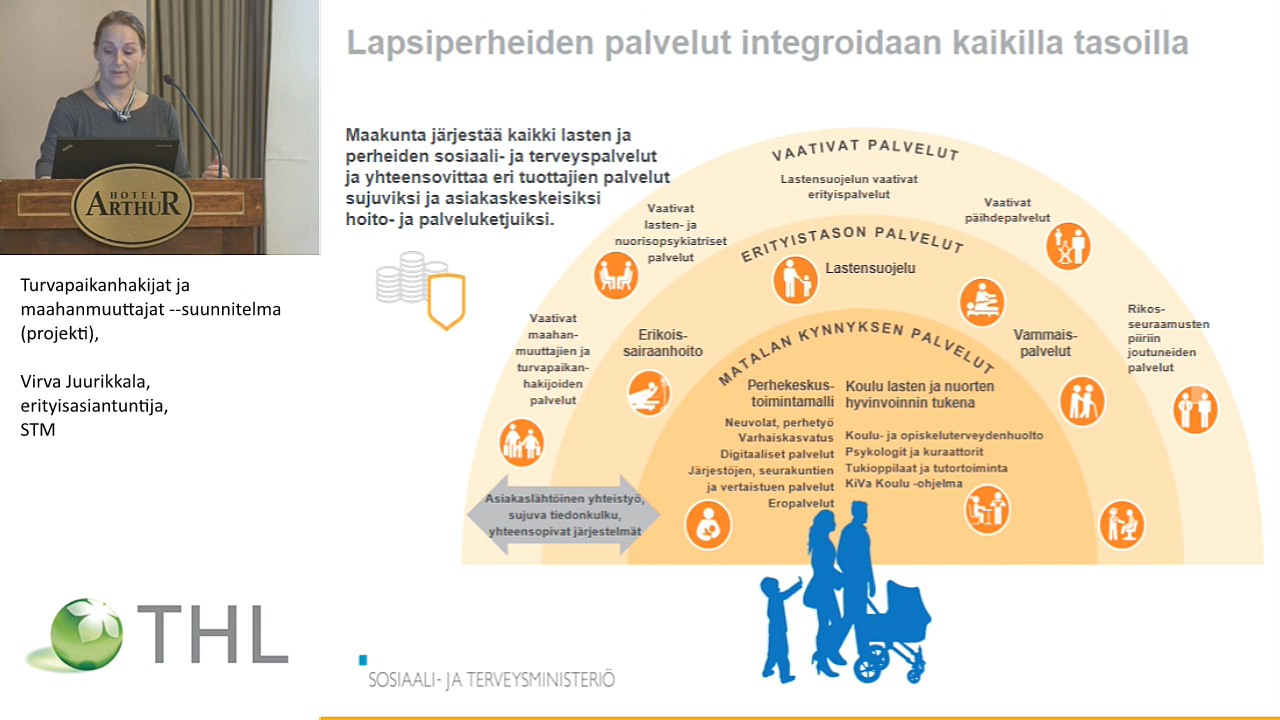 HOTEL
ARTHUR
Turvapaikanhakijat ja
maahanmuuttajat --suunnitelma
(projekti),
Virva Juurikkala,
erityisasiantuntija,
STM
THL
Lapsiperheiden palvelut integroidaan kaikilla tasoilla
Maakunta järjestää kaikki lasten ja
perheiden sosiaali- ja terveyspalvelut
ja yhteensovittaa eri tuottajien palvelut
sujuviksi ja asiakaskeskeisiksi
hoito- ja palveluketjuiksi.
VAATIVAT PALVELUT
Lastensuojelun vaativat
erityispalvelut
Vaativat
lasten- ja
nuorisopsykiatriset
palvelut
Vaativat
päihdepalvelut
ERITYISTASON PALVELUT
Lastensuojelu
Vaativat
maahan-
muuttajien ja
turvapaikan-
hakijoiden
palvelut
Erikois-
sairaanhoito
Vammais-
palvelut
Rikos-
seuraamusten
piiriin
joutuneiden
palvelut
MATALAN KYNNYKSEN PALVELUT
Perhekeskus-
toimintamalli
Neuvolat, perhetyö
Varhaiskasvatus
Digitaaliset palvelut
Järjestöjen, seurakuntien
ja vertaistuen palvelut
Eropalvelut
Koulu lasten ja nuorten
hyvinvoinnin tukena
Koulu- ja opiskeluterveydenhuolto
Psykologit ja kuraattorit
Tukioppilaat ja tutortoiminta
KiVa Koulu -ohjelma
Asiakaslähtöinen yhteistyö,
sujuva tiedonkulku,
yhteensopivat järjestelmät
SOSIAALI- JA TERVEYSMINISTERIÖ